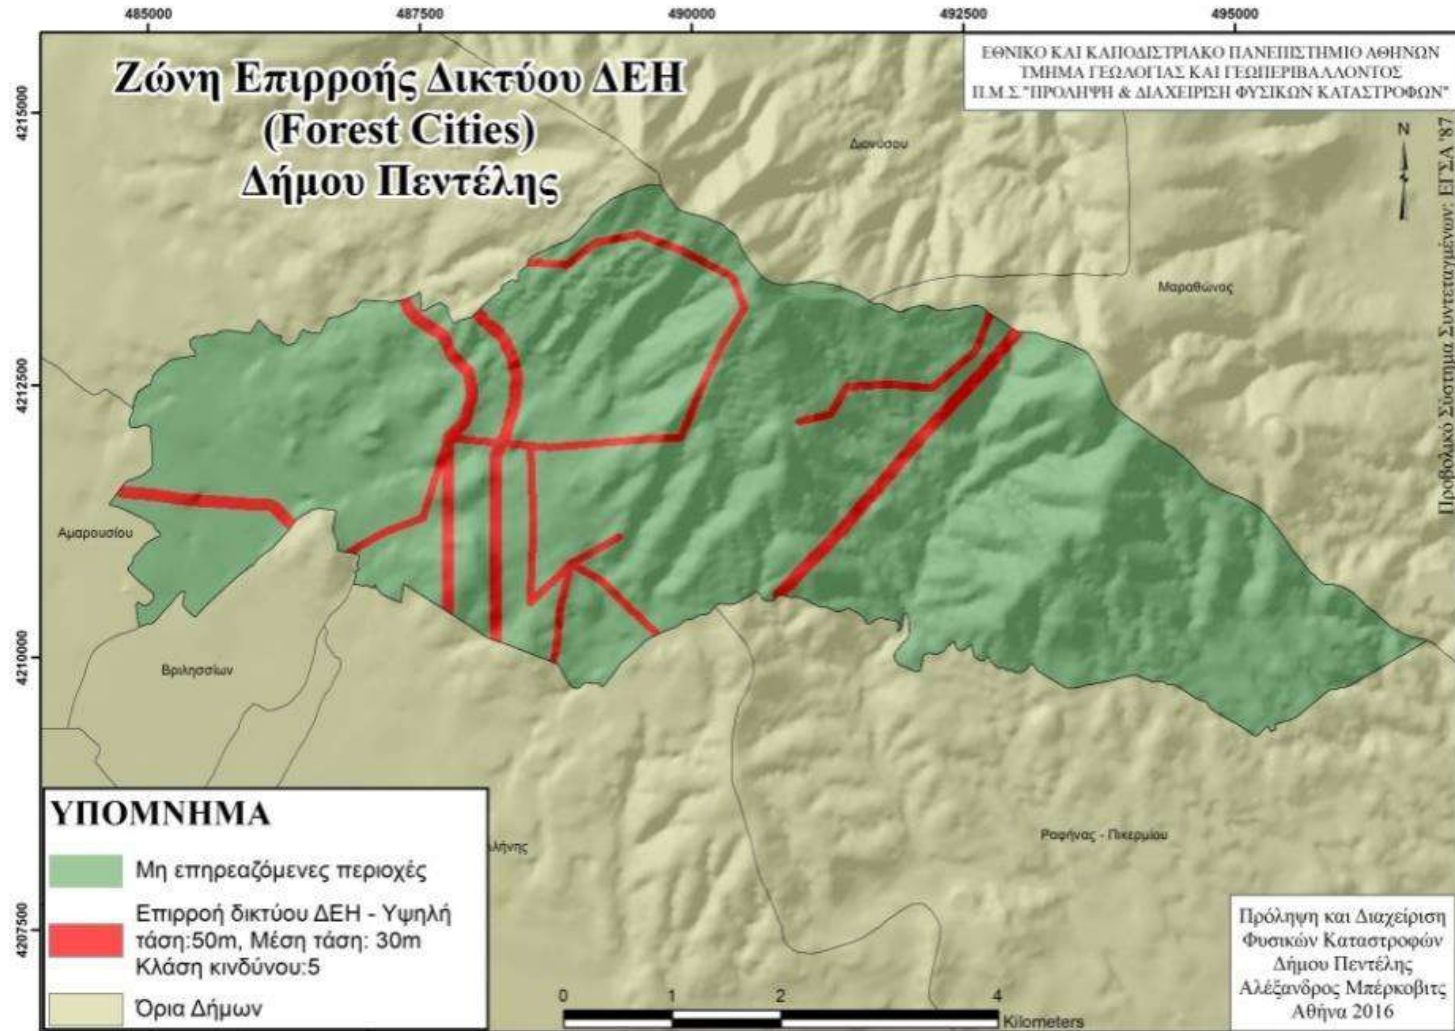 485000
487500
490000
492500
495000
Ζώνη Επιρροής Δικτύου ΔΕΗ
(Forest Cities)
Δήμου Πεντέλης
ΕΘΝΙΚΟ ΚΑΙ ΚΑΠΟΔΙΣΤΡΙΑΚΟ ΠΑΝΕΠΙΣΤΗΜΙΟ ΑΘΗΝΩΝ
ΤΜΗΜΑ ΓΕΩΛΟΓΙΑΣ ΚΑΙ ΓΕΩΠΕΡΙΒΑΛΛΟΝΤΟΣ
Π.Μ.Σ."ΠΡΟΛΗΨΗ & ΔΙΑΧΕΙΡΙΣΗ ΦΥΣΙΚΩΝ ΚΑΤΑΣΤΡΟΦΩΝ"
4215000
N
Διονύσου
Προβολικό Σύστημα Συντεταγμένων: ΕΓΣΑ '87
Μαραθώνος
4212500
Αμαρουσίου
4210000
Βριλησσίων
ΥΠΟΜΝΗΜΑ
Μη επηρεαζόμενες περιοχές
Επιρροή δικτύου ΔΕΗ - Υψηλή
τάση:50m, Μέση τάση: 30m
Κλάση κινδύνου:5
Όρια Δήμων
λήνης
Ραφήνας - Πικερμίου
4207500
0
1
2
4
Kilometers
Πρόληψη και Διαχείριση
Φυσικών Καταστροφών
Δήμου Πεντέλης
Αλέξανδρος Μπέρκοβιτς
Αθήνα 2016